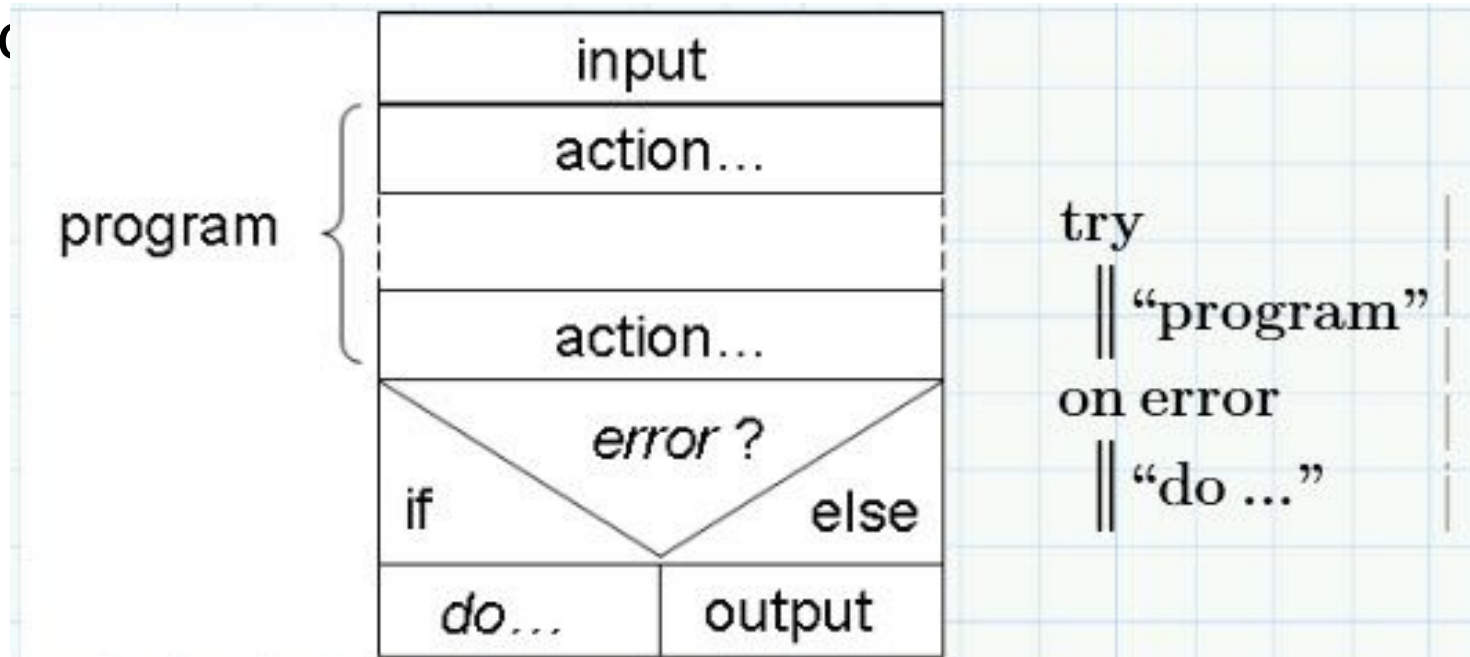 input
action...
program
action...
error ?
if
else
do...
output
try
“program”
on error
“do ...”